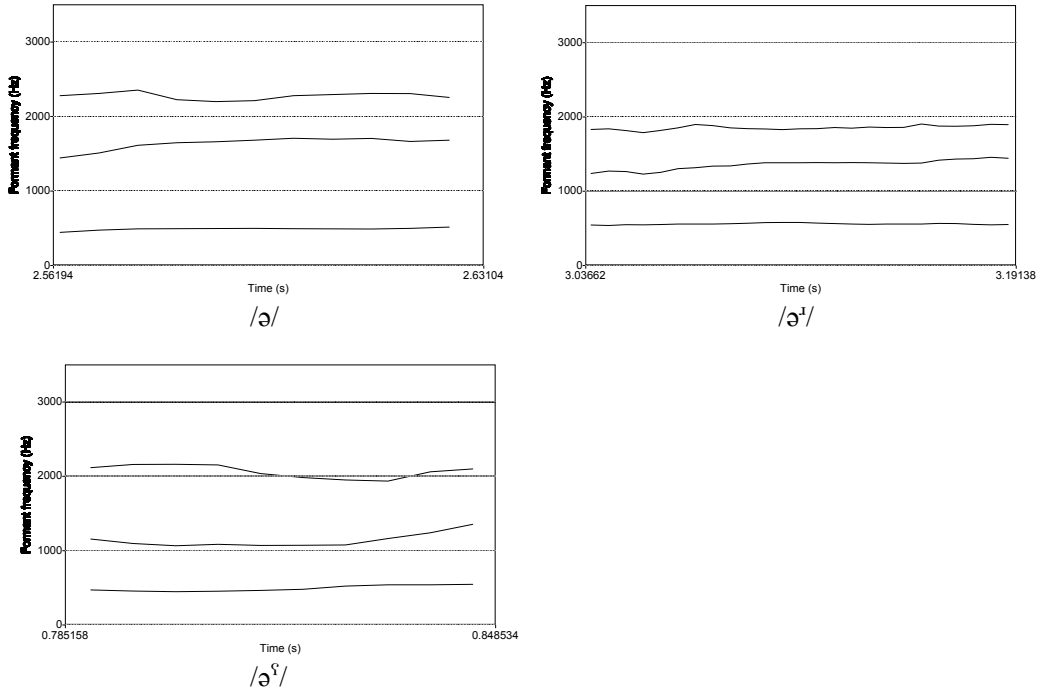 Formant frequency (Hz)
3000
2000
1000
0
2.56194
2.63104
Time (s)
/ə/
Formant frequency (Hz)
3000
2000
1000
0
3.03662
3.19138
Time (s)
/əɹ/
Formant frequency (Hz)
3000
2000
1000
0
0.785158
0.848534
Time (s)
/əˤ/